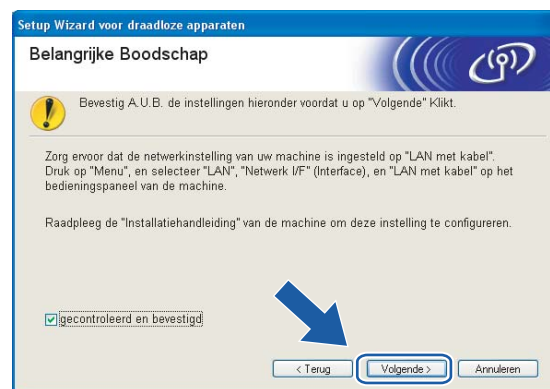 Setup Wizard voor draadloze apparaten
Belangrijke Boodschap
Bevestig A.U.B. de instellingen hieronder voordat u op "Volgende" Klikt.
Zorg ervoor dat de netwerkinstelling van uw machine is ingesteld op "LAN met kabel".
Druk op "Menu", en selecteer "LAN", "Netwerk I/F" (Interface), en "LAN met kabel" op het
bedieningspaneel van de machine.
Raadpleeg de "Installatiehandleiding" van de machine om deze instelling te configureren.
gecontroleerd en bevestigd
< Terug
Volgende >
Annuleren